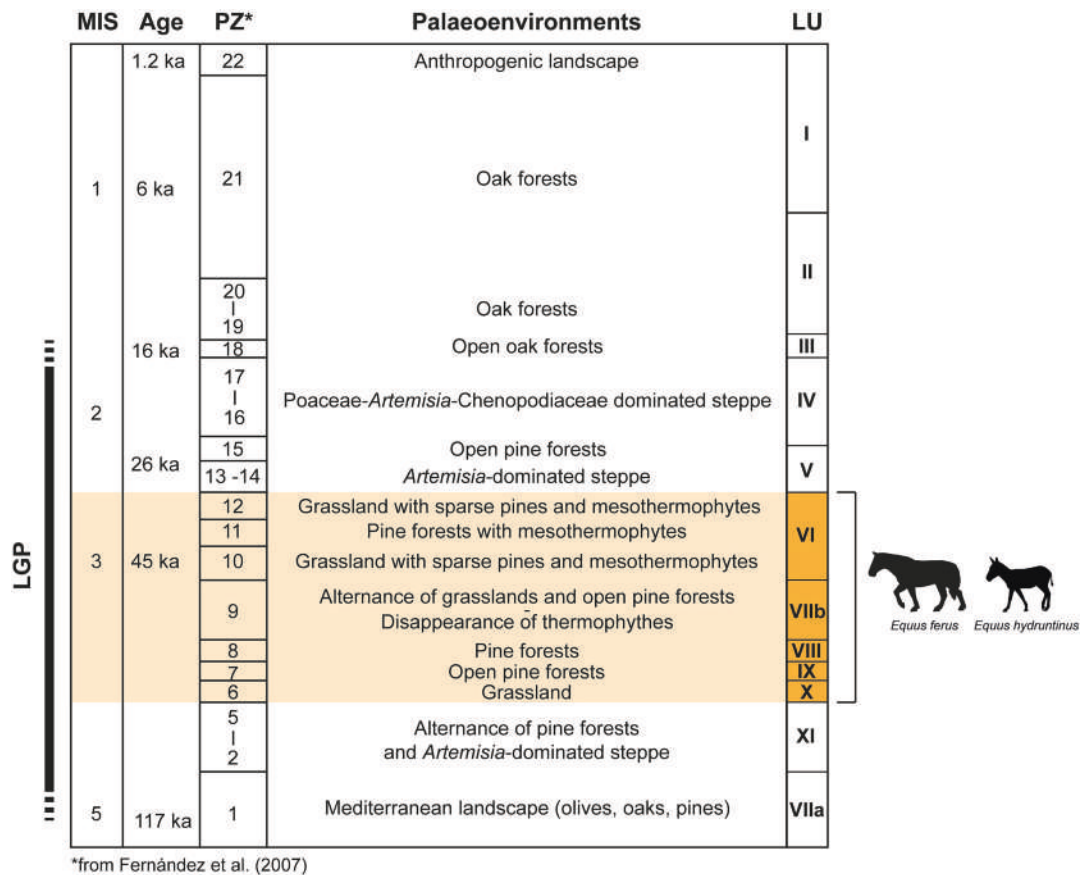 MIS Age PZ* Palaeoenvironments LU
1.2 ka 22 Anthropogenic landscape
I
1 6 ka 21 Oak forests
II
20
19
Oak forests
16 ka 18 Open oak forests III
17
16
2 Poaceae-Artemisia-Chenopodiaceae dominated steppe IV
15 Open pine forests
26 ka 13 -14 Artemisia-dominated steppe V
12 Grassland with sparse pines and mesothermophytes
11 Pine forests with mesothermophytes VI
3 45 ka 10 Grassland with sparse pines and mesothermophytes
9 Alternance of grasslands and open pine forests
-
Disappearance of thermophythes
VIIb
8 Pine forests VIII
7 Open pine forests IX
6 Grassland X
5
2
Alternance of pine forests
and Artemisia-dominated steppe
XI
5 117 ka 1 Mediterranean landscape (olives, oaks, pines) VIIa
LGP
Equus ferus Equus hydruntinus
*from Fernández et al. (2007)